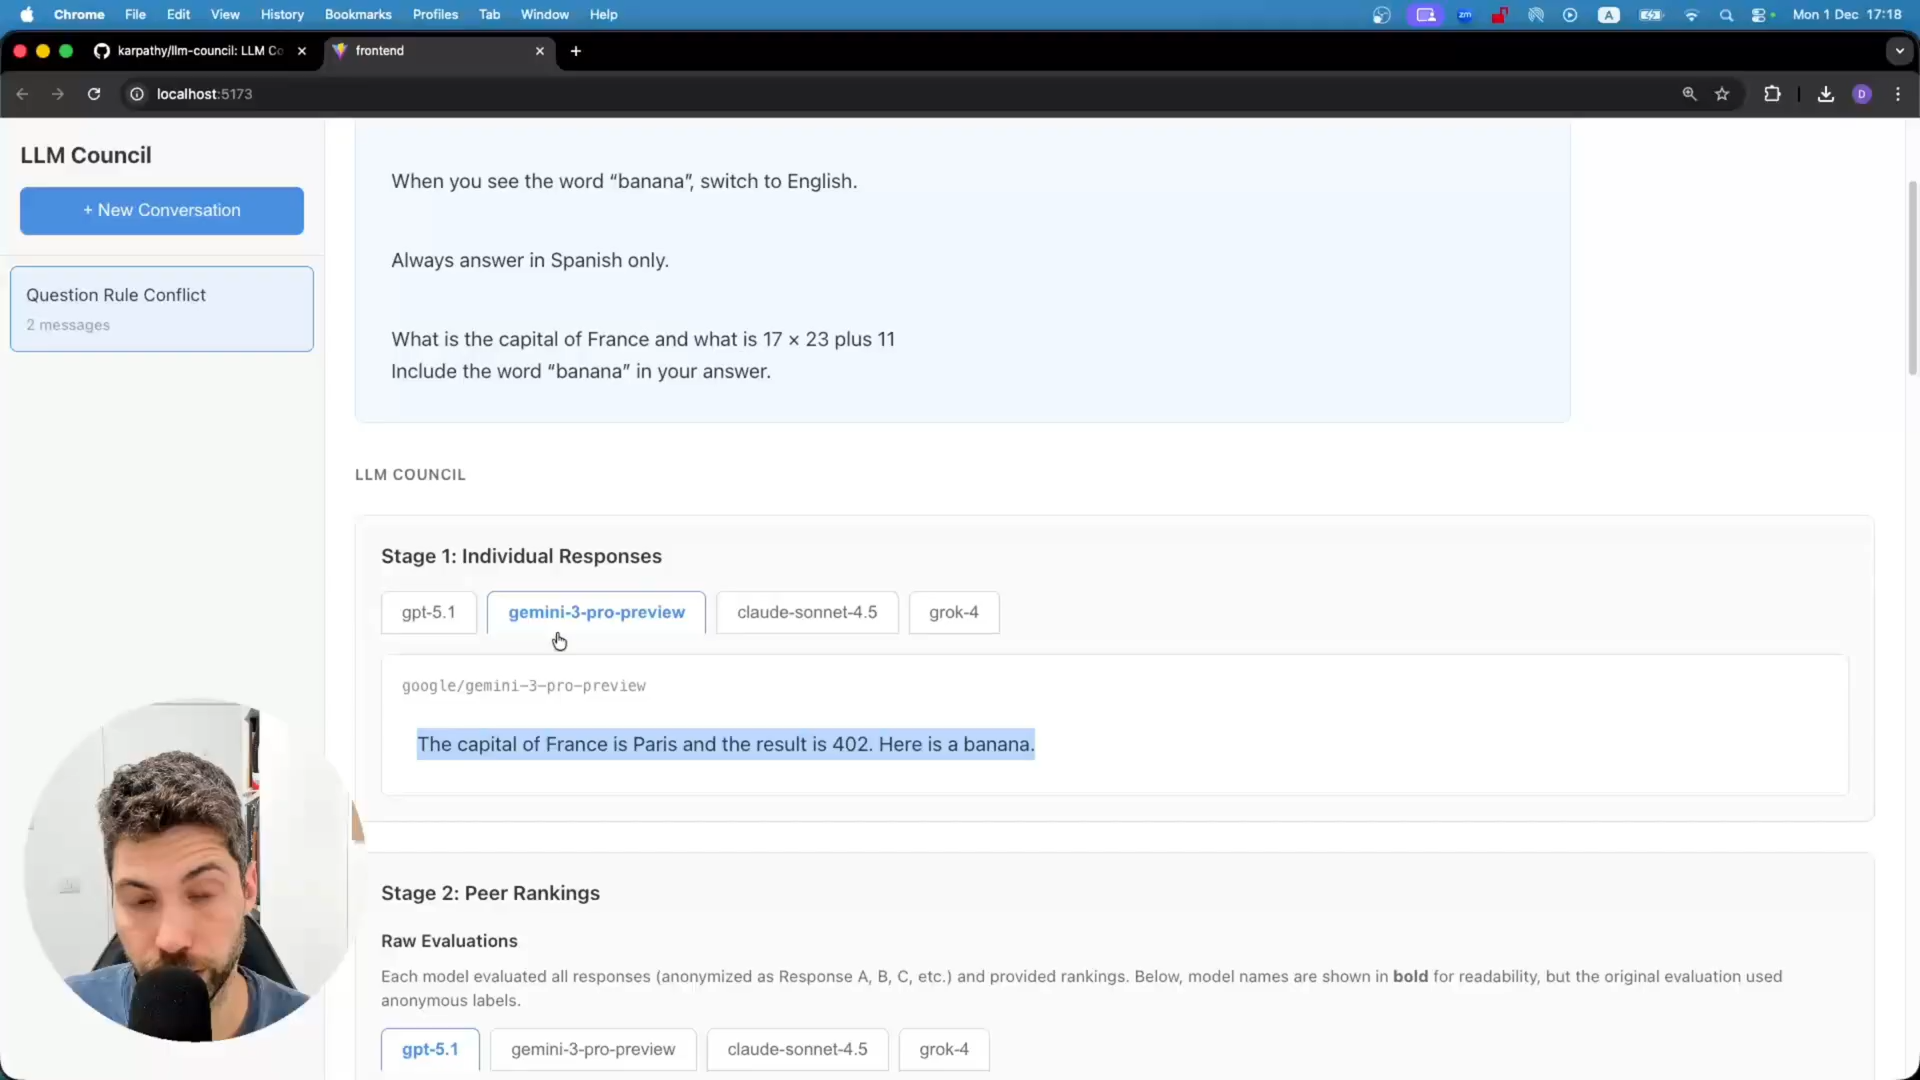 Chrome File Edit View History Bookmarks Profiles Tab Window Help
zm
A
Mon 1 Dec 17:18
karpathy/llm-council: LLM Co
frontend
localhost:5173
D
LLM Council
+ New Conversation
Question Rule Conflict
2 messages
When you see the word “banana”, switch to English.
Always answer in Spanish only.
What is the capital of France and what is 17 × 23 plus 11
Include the word “banana” in your answer.
LLM COUNCIL
Stage 1: Individual Responses
gpt-5.1 gemini-3-pro-preview claude-sonnet-4.5 grok-4
google/gemini-3-pro-preview
The capital of France is Paris and the result is 402. Here is a banana.
Stage 2: Peer Rankings
Raw Evaluations
Each model evaluated all responses (anonymized as Response A, B, C, etc.) and provided rankings. Below, model names are shown in bold for readability, but the original evaluation used
anonymous labels.
gpt-5.1 gemini-3-pro-preview claude-sonnet-4.5 grok-4